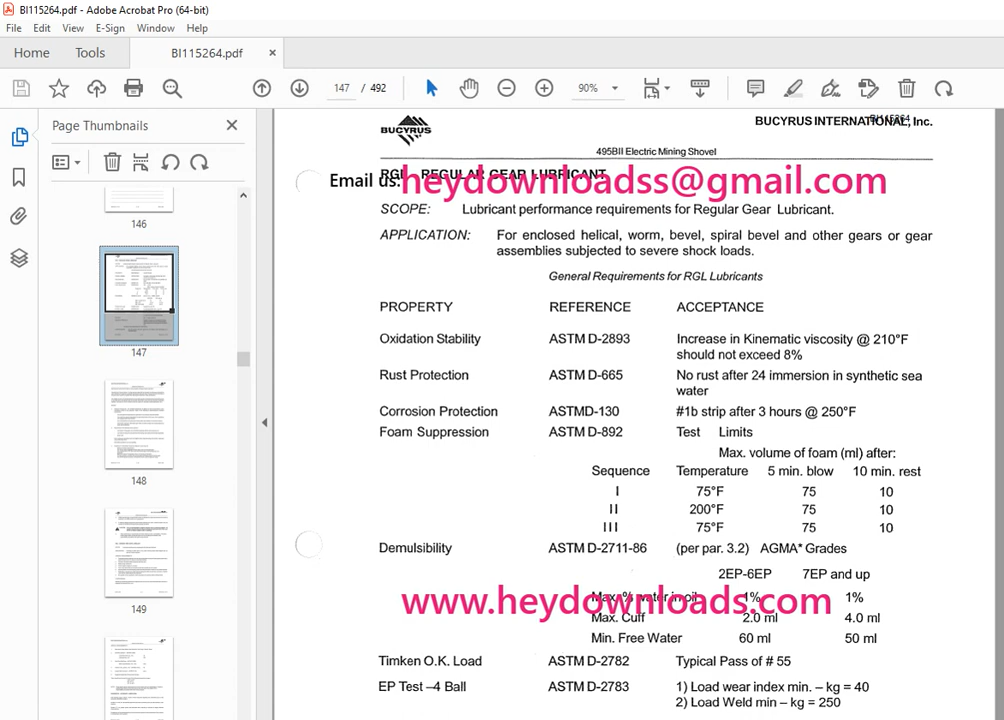 BI115264.pdf - Adobe Acrobat Pro (64-bit)
File Edit View E-Sign Window Help
Home Tools BI115264.pdf ×
147 / 492 90%
Page Thumbnails
146
147
148
149
BUCYRUS
BUCYRUS INTERNATIONAL, Inc.
BI115264
495BII Electric Mining Shovel
RGL REGULAR GEAR LUBRICANT
Email us: heydownloadss@gmail.com
SCOPE: Lubricant performance requirements for Regular Gear Lubricant.
APPLICATION: For enclosed helical, worm, bevel, spiral bevel and other gears or gear
assemblies subjected to severe shock loads.
General Requirements for RGL Lubricants
PROPERTY REFERENCE ACCEPTANCE
Oxidation Stability ASTM D-2893 Increase in Kinematic viscosity @ 210°F
should not exceed 8%
Rust Protection ASTM D-665 No rust after 24 immersion in synthetic sea
water
Corrosion Protection ASTMD-130 #1b strip after 3 hours @ 250°F
Foam Suppression ASTM D-892 Test Limits
Max. volume of foam (ml) after:
Sequence Temperature 5 min. blow 10 min. rest
I 75°F 75 10
II 200°F 75 10
III 75°F 75 10
Demulsibility ASTM D-2711-86 (per par. 3.2) AGMA* Grades
2EP-6EP 7EP and up
Max. % water in oil 1% 1%
www.heydownloads.com
Max. Cuff 2.0 ml 4.0 ml
Min. Free Water 60 ml 50 ml
Timken O.K. Load ASTM D-2782 Typical Pass of # 55
EP Test –4 Ball ASTM D-2783 1) Load wear index min. – kg = 40
2) Load Weld min – kg = 250